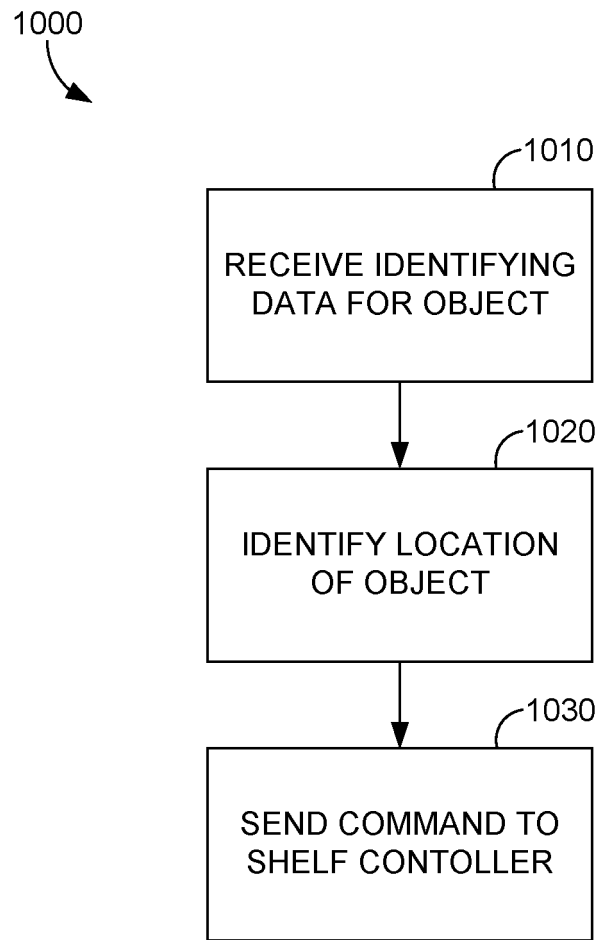 1000
1010
RECEIVE IDENTIFYING
DATA FOR OBJECT
1020
IDENTIFY LOCATION
OF OBJECT
1030
SEND COMMAND TO
SHELF CONTOLLER